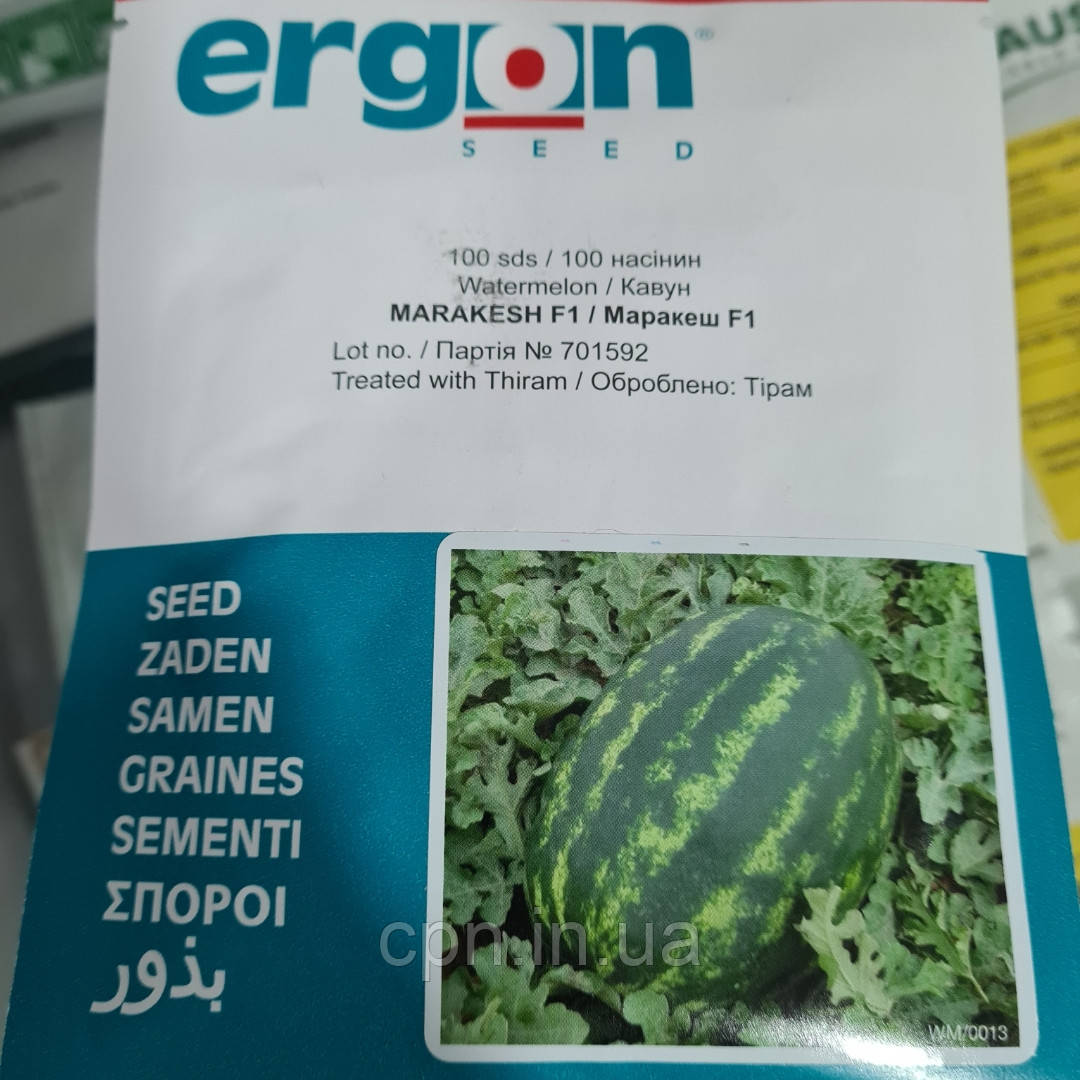 ergon®
SEED
100 sds / 100 насінин
Watermelon / Кавун
MARAKESH F1 / Маракеш F1
Lot no. / Партія № 701592
Treated with Thiram / Оброблено: Тірам
SEED
ZADEN
SAMEN
GRAINES
SEMENTI
ΣΠΟΡΟΙ
بذور
cpn.in.ua
WM/0013